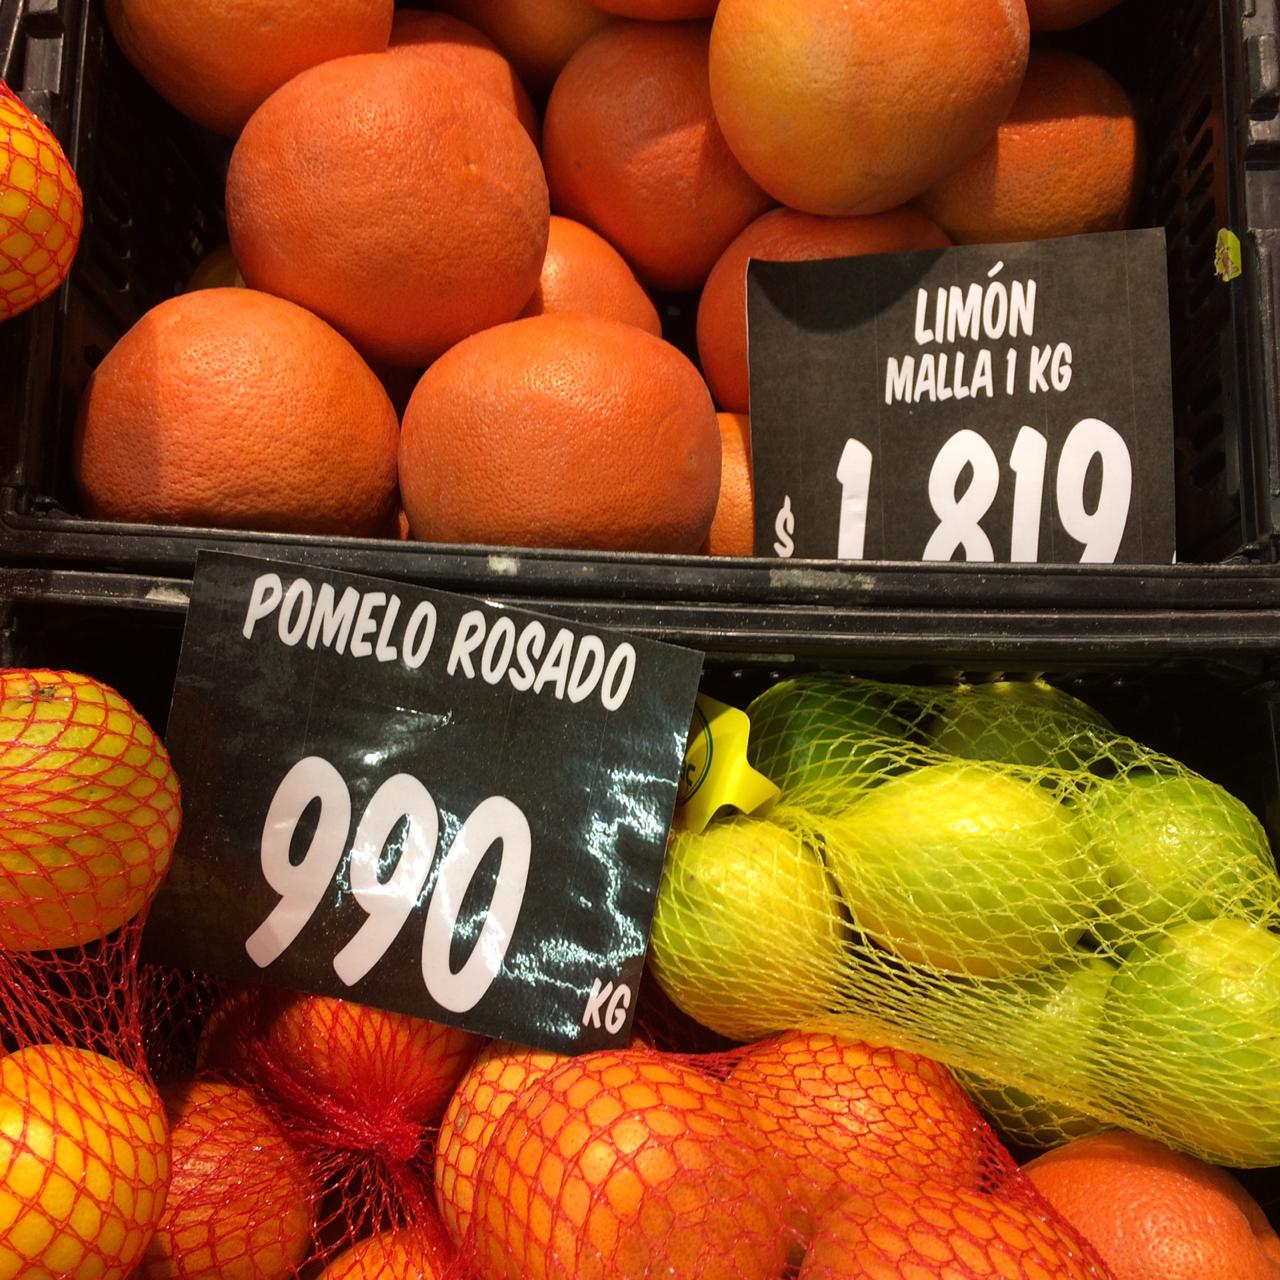 LIMÓN
MALLA 1 KG
$ 1.819
POMELO ROSADO
990
KG